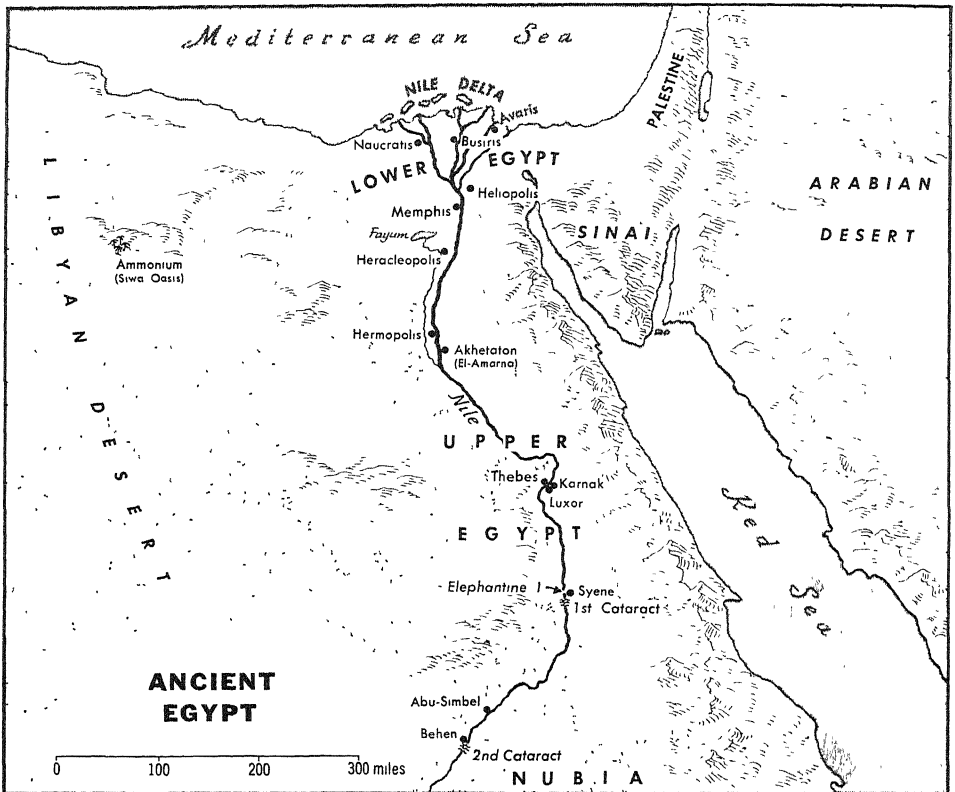 Mediterranean Sea
NILE DELTA
PALESTINE
Avaris
Naucratis
Busiris
LOWER EGYPT
Heliopolis
ARABIAN
DESERT
Memphis
SINAI
Fayum
Heracleopolis
LIBYAN DESERT
Ammonium
(Siwa Oasis)
Hermopolis
Akhetaton
(El-Amarna)
Nile
UPPER
EGYPT
Thebes
Karnak
Luxor
Red Sea
Elephantine I
Syene
1st Cataract
ANCIENT
EGYPT
Abu-Simbel
Behen
2nd Cataract
NUBIA
0 100 200 300 miles